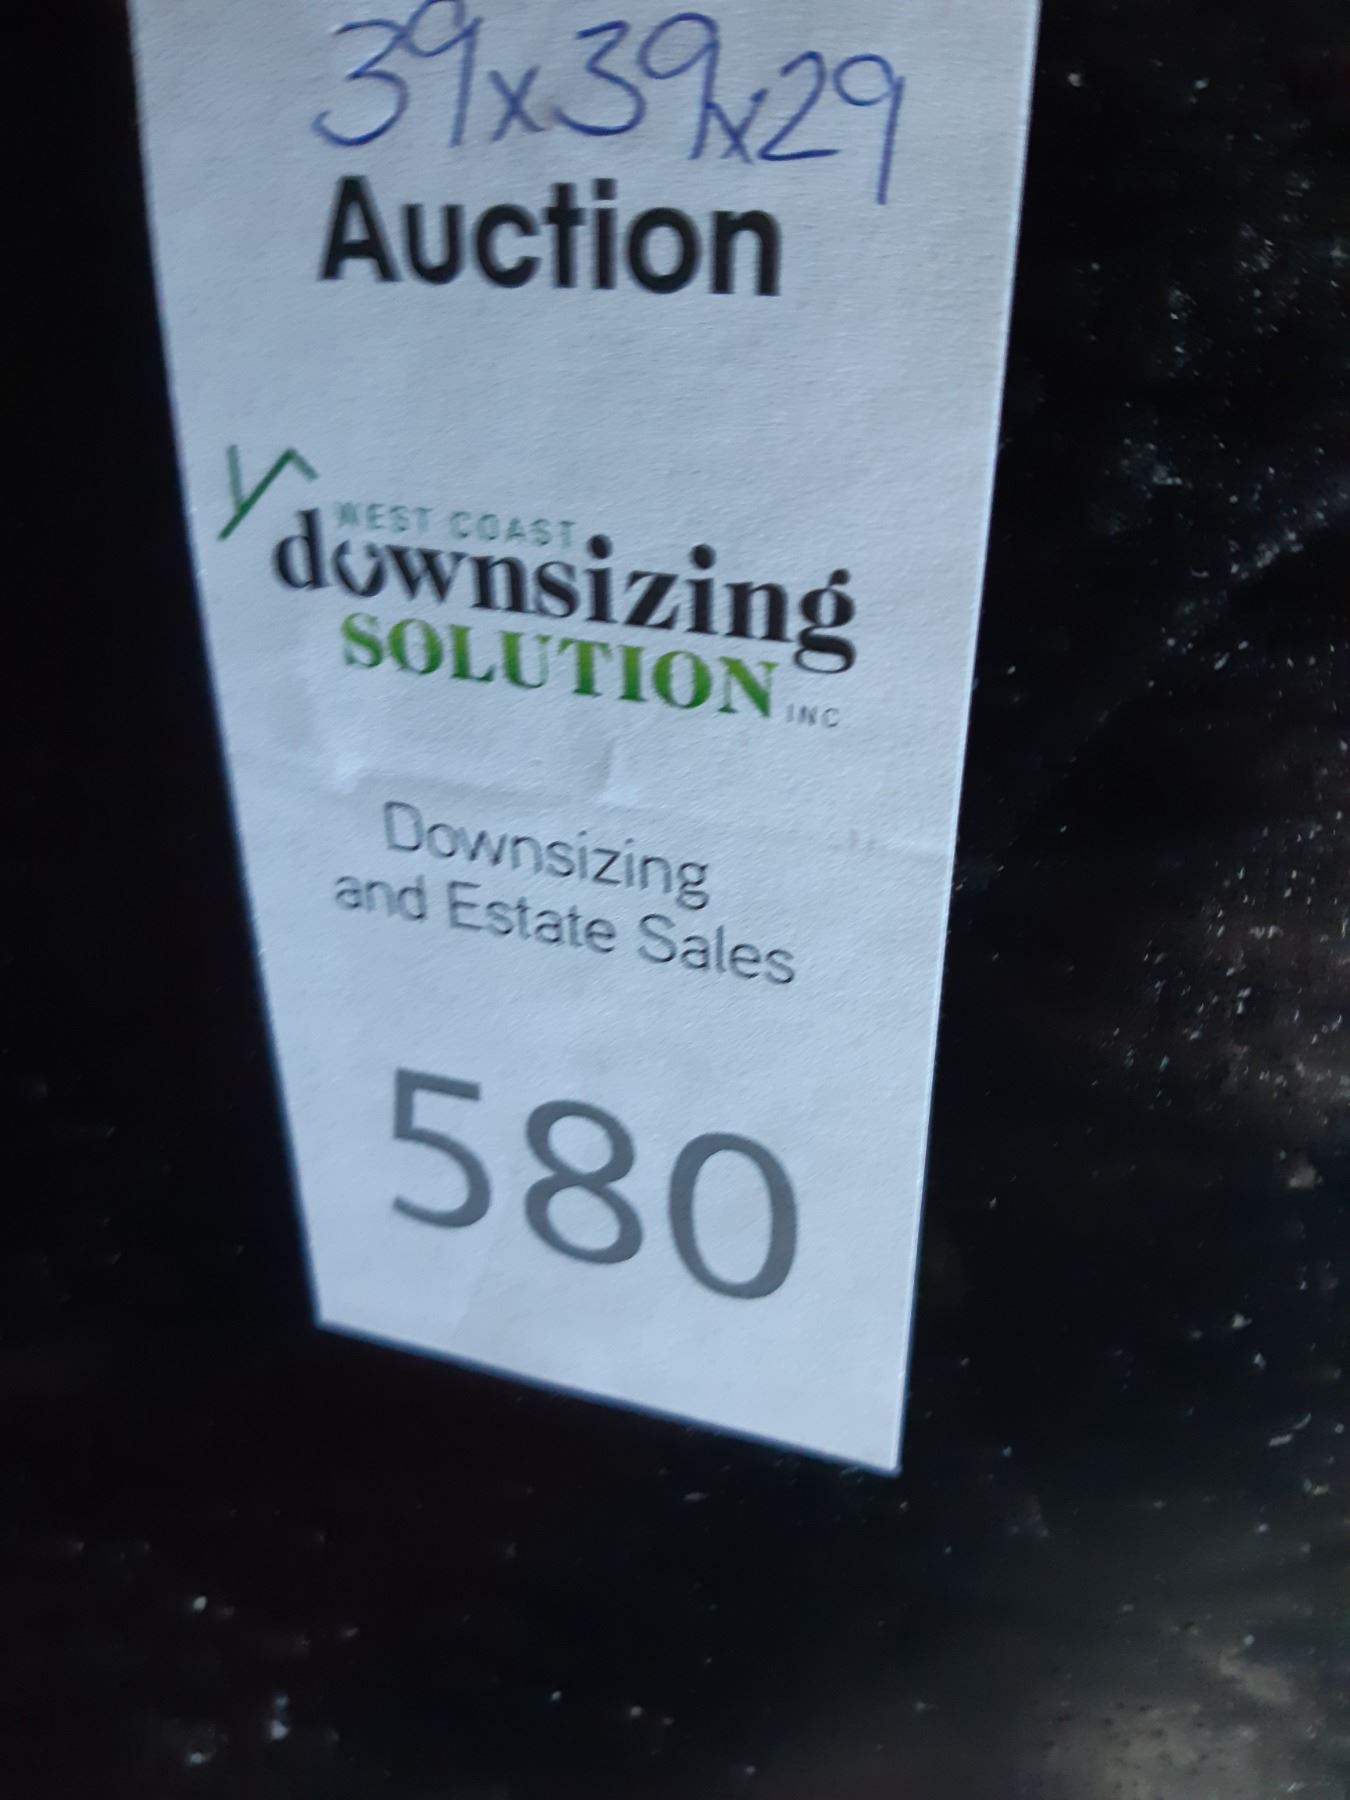 39x39x29
Auction
WEST COAST
downsizing
SOLUTION INC
Downsizing
and Estate Sales
580